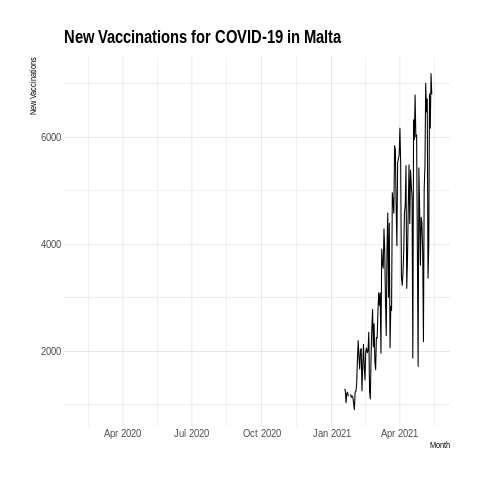 New Vaccinations for COVID-19 in Malta
New Vaccinations
6000
4000
2000
Apr 2020 Jul 2020 Oct 2020 Jan 2021 Apr 2021
Month